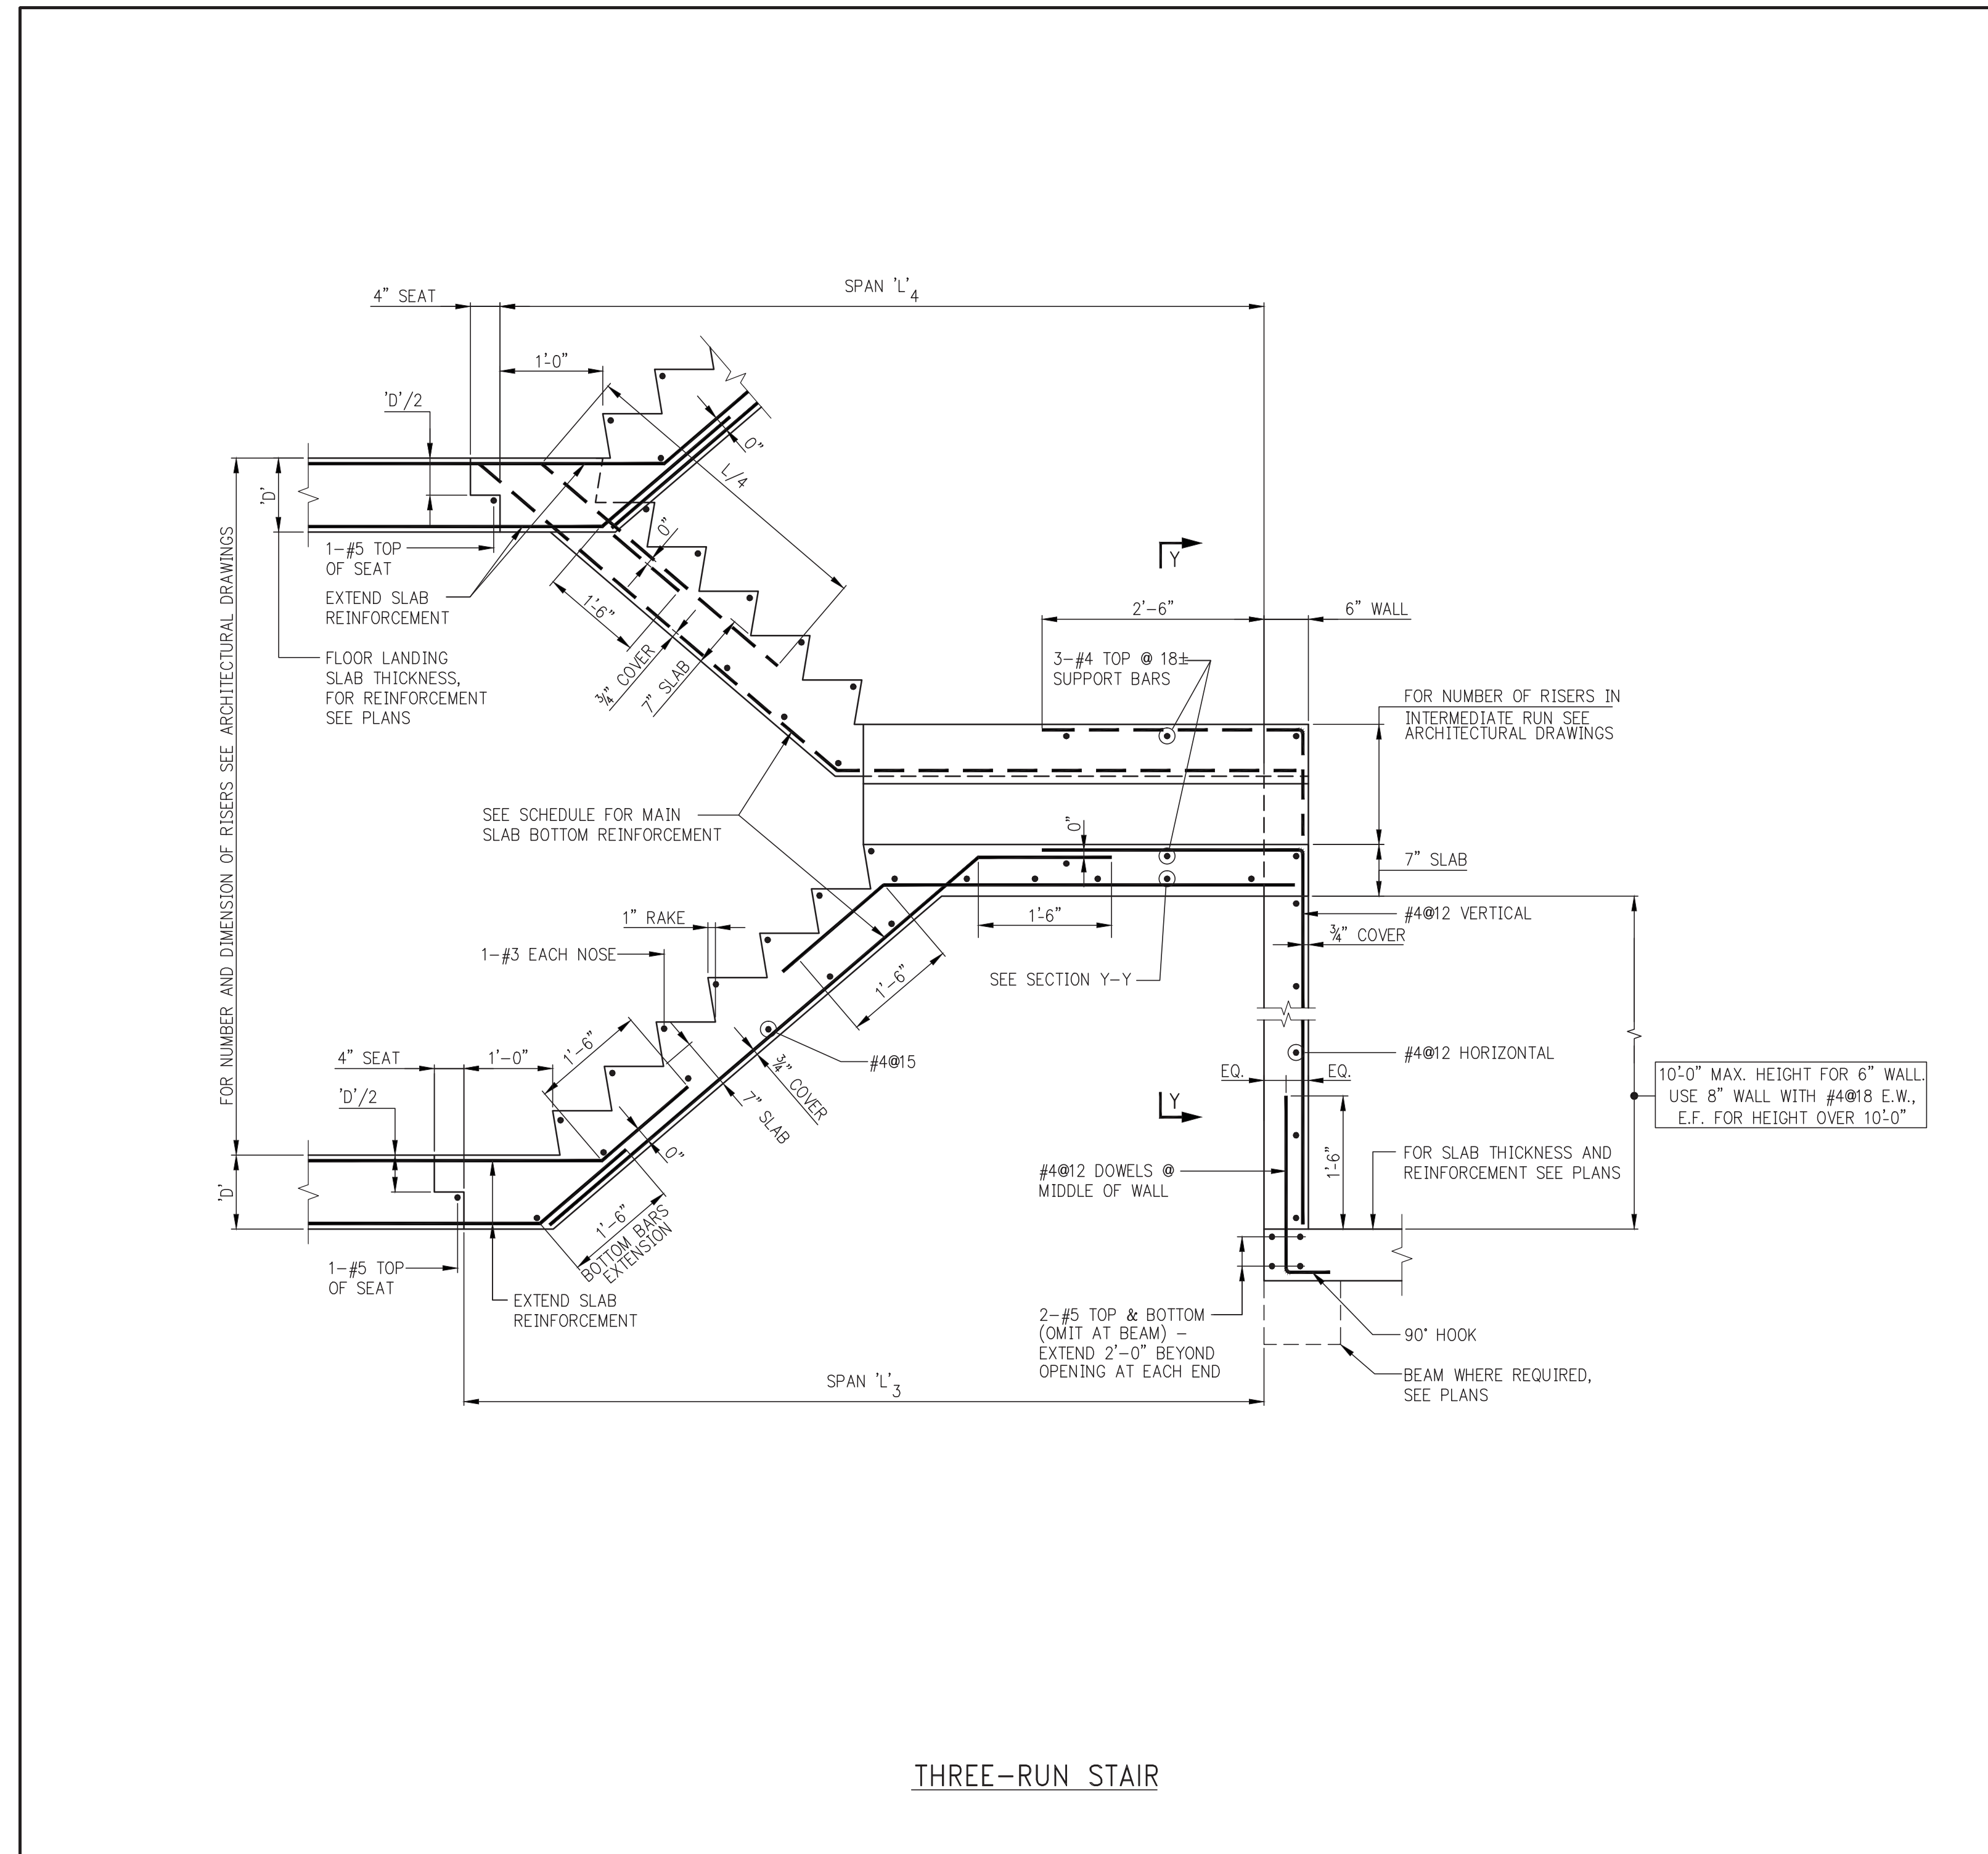 SPAN 'L'4
4" SEAT
1'-0"
'D'/2
0"
L/4
'D'
0"
1-#5 TOP
OF SEAT
EXTEND SLAB
REINFORCEMENT
1'-6"
Y
2'-6"
6" WALL
FLOOR LANDING
SLAB THICKNESS,
FOR REINFORCEMENT
SEE PLANS
¾" COVER
7" SLAB
3-#4 TOP @ 18±
SUPPORT BARS
FOR NUMBER OF RISERS IN
INTERMEDIATE RUN SEE
ARCHITECTURAL DRAWINGS
FOR NUMBER AND DIMENSION OF RISERS SEE ARCHITECTURAL DRAWINGS
SEE SCHEDULE FOR MAIN
SLAB BOTTOM REINFORCEMENT
0"
7" SLAB
1" RAKE
1'-6"
#4@12 VERTICAL
¾" COVER
1-#3 EACH NOSE
1'-6"
SEE SECTION Y-Y
4" SEAT
1'-0"
1'-6"
#4@15
#4@12 HORIZONTAL
'D'/2
¾" COVER
7" SLAB
EQ.
EQ.
10'-0" MAX. HEIGHT FOR 6" WALL.
USE 8" WALL WITH #4@18 E.W.,
E.F. FOR HEIGHT OVER 10'-0"
Y
0"
#4@12 DOWELS @
MIDDLE OF WALL
1'-6"
FOR SLAB THICKNESS AND
REINFORCEMENT SEE PLANS
'D'
1'-6"
BOTTOM BARS
EXTENSION
1-#5 TOP
OF SEAT
EXTEND SLAB
REINFORCEMENT
2-#5 TOP & BOTTOM
(OMIT AT BEAM) -
EXTEND 2'-0" BEYOND
OPENING AT EACH END
90° HOOK
BEAM WHERE REQUIRED,
SEE PLANS
SPAN 'L'3
THREE-RUN STAIR